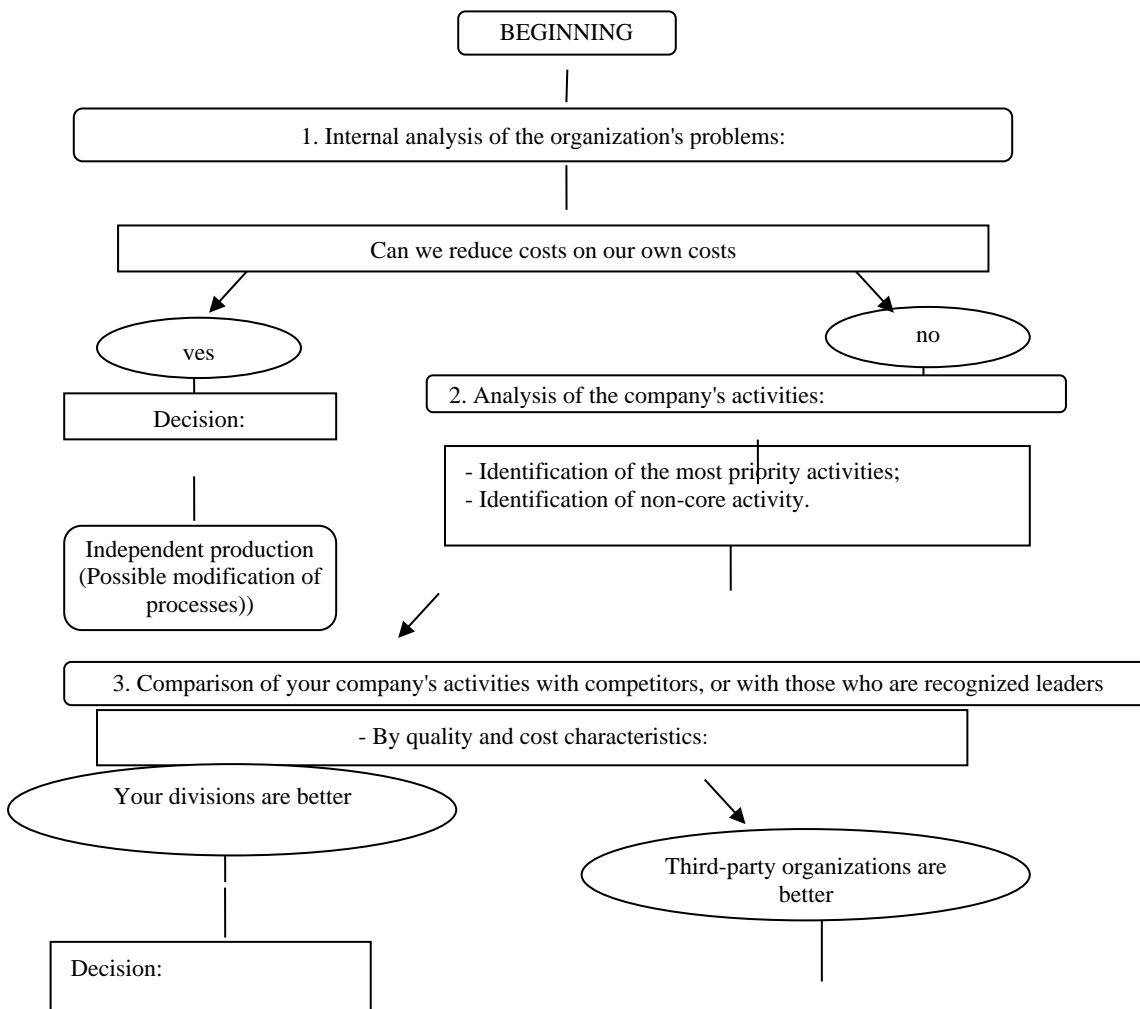 BEGINNING
1. Internal analysis of the organization's problems:
Can we reduce costs on our own costs
ves
no
Decision:
2. Analysis of the company's activities:
- Identification of the most priority activities;
- Identification of non-core activity.
Independent production
(Possible modification of
processes))
3. Comparison of your company's activities with competitors, or with those who are recognized leaders
- By quality and cost characteristics:
Your divisions are better
Third-party organizations are
better
Decision: